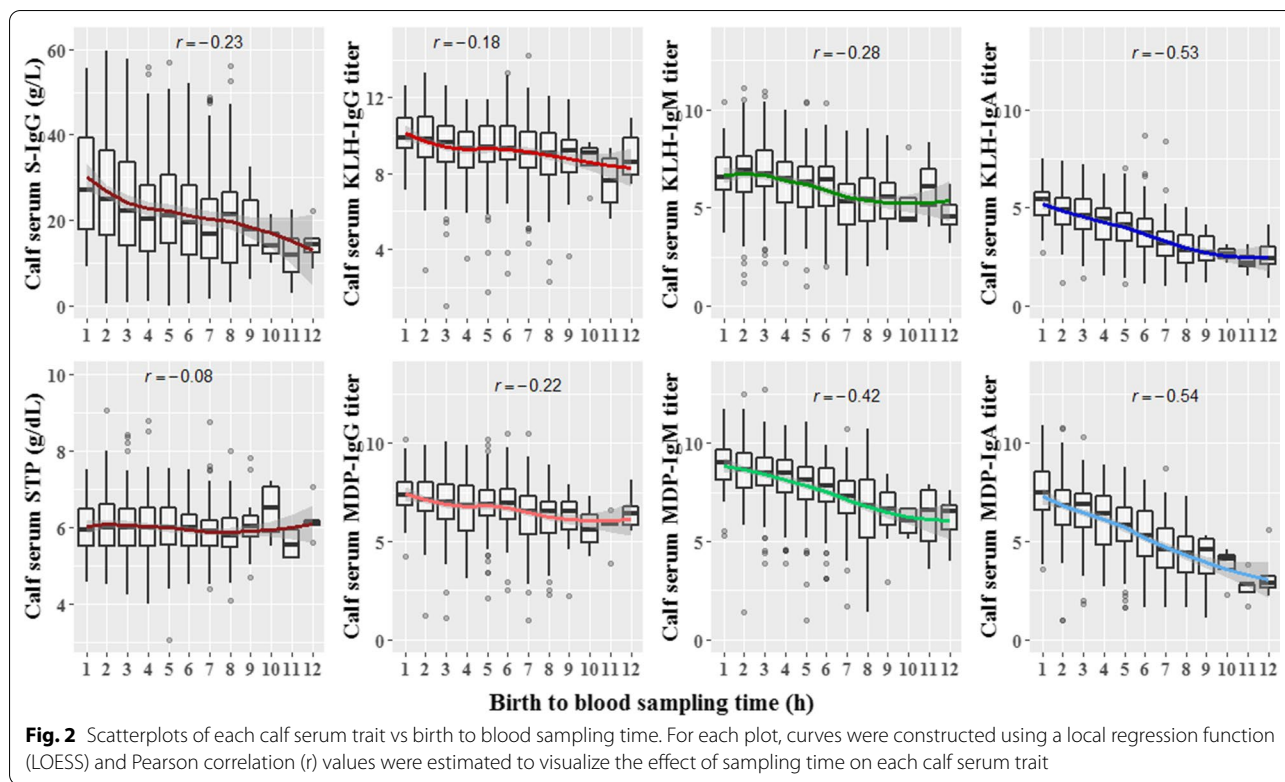 r=−0.23
Calf serum S-IgG (g/L)
60
40
20
0
1 2 3 4 5 6 7 8 9 10 11 12
r=−0.18
Calf serum KLH-IgG titer
12
8
4
1 2 3 4 5 6 7 8 9 10 11 12
r=−0.28
Calf serum KLH-IgM titer
10
5
0
1 2 3 4 5 6 7 8 9 10 11 12
r=−0.53
Calf serum KLH-IgA titer
10
5
0
1 2 3 4 5 6 7 8 9 10 11 12
r=−0.08
Calf serum STP (g/dL)
10
8
6
4
1 2 3 4 5 6 7 8 9 10 11 12
r=−0.22
Calf serum MDP-IgG titer
10
5
0
1 2 3 4 5 6 7 8 9 10 11 12
r=−0.42
Calf serum MDP-IgM titer
10
5
0
1 2 3 4 5 6 7 8 9 10 11 12
r=−0.54
Calf serum MDP-IgA titer
10
5
0
1 2 3 4 5 6 7 8 9 10 11 12
Birth to blood sampling time (h)
Fig. 2 Scatterplots of each calf serum trait vs birth to blood sampling time. For each plot, curves were constructed using a local regression function
(LOESS) and Pearson correlation (r) values were estimated to visualize the effect of sampling time on each calf serum trait